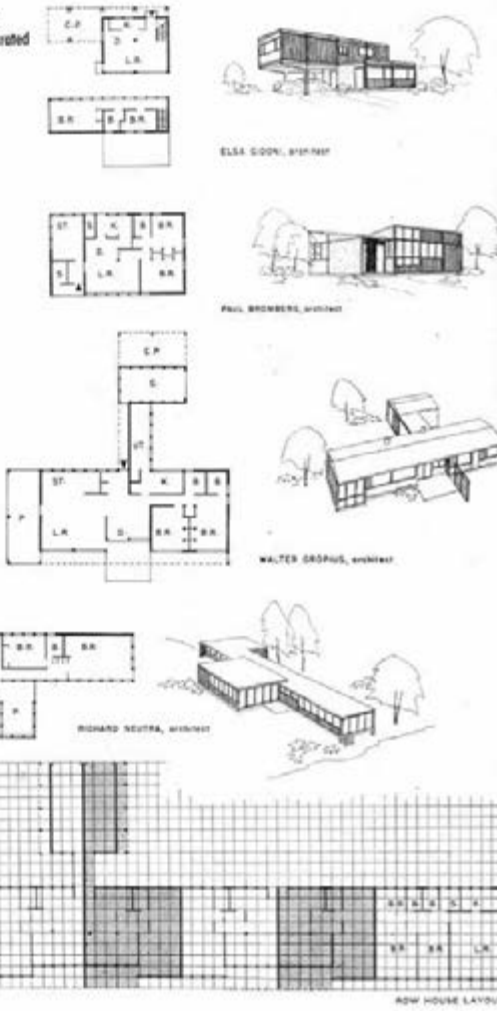 rated
C.P.
K.
D.
L.R.
B.R. B. B.R.
ELSA GIDONI, architect
ST. S. K. B. B.R.
D.
S. L.R. B.R.
PAUL BROMBERG, architect
C.P.
G.
ST.
ST. K. B. B.
P.
L.R. D. B.R. B.R.
WALTER GROPIUS, architect
B.R. B. B.R.
P.
RICHARD NEUTRA, architect
B.R. B. B. S. K.
B.R. B.R. L.R.
ROW HOUSE LAYOU